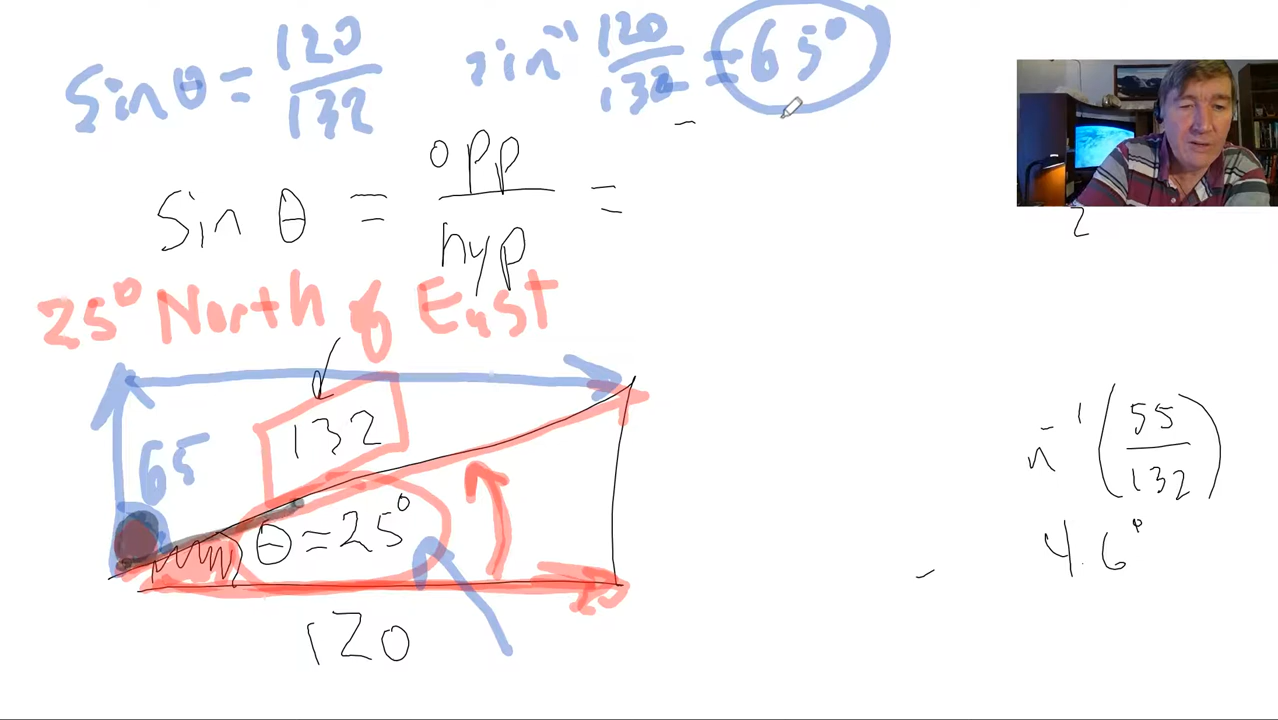 sin θ = 120/132
sin⁻¹ 120/132 = 65°
sin θ = opp/hyp =
25° North of East
132
65
θ = 25°
120
2
n⁻¹ (55/132)
4.6°